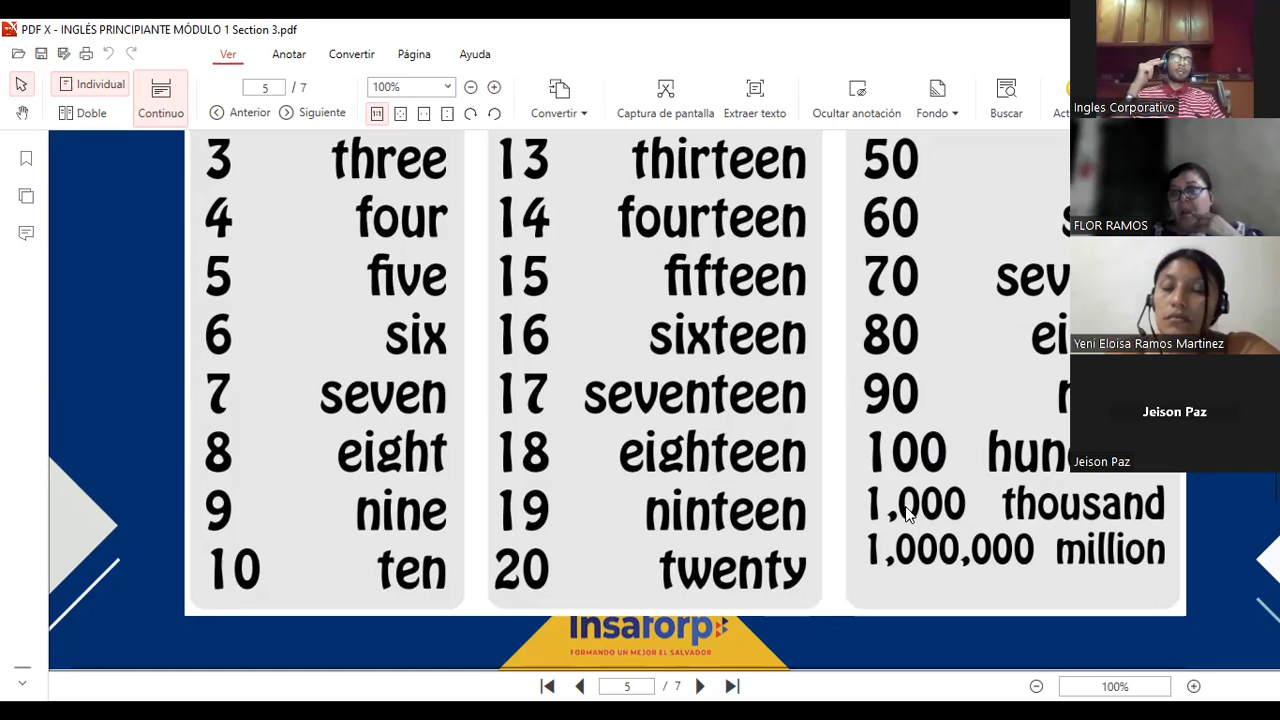 PDF X - INGLÉS PRINCIPIANTE MÓDULO 1 Section 3.pdf
Ver Anotar Convertir Página Ayuda
Individual
Doble
Continuo
5 / 7
Anterior Siguiente
100%
Convertir
Captura de pantalla
Extraer texto
Ocultar anotación
Fondo
Buscar
3 three 13 thirteen 50
4 four 14 fourteen 60
5 five 15 fifteen 70
6 six 16 sixteen 80
7 seven 17 seventeen 90
8 eight 18 eighteen 100
9 nine 19 ninteen 1,000 thousand
10 ten 20 twenty 1,000,000 million
Insaforp
FORMANDO UN MEJOR EL SALVADOR
5 / 7
100%
Ingles Corporativo
FLOR RAMOS
Yeni Eloisa Ramos Martinez
Jeison Paz
Jeison Paz